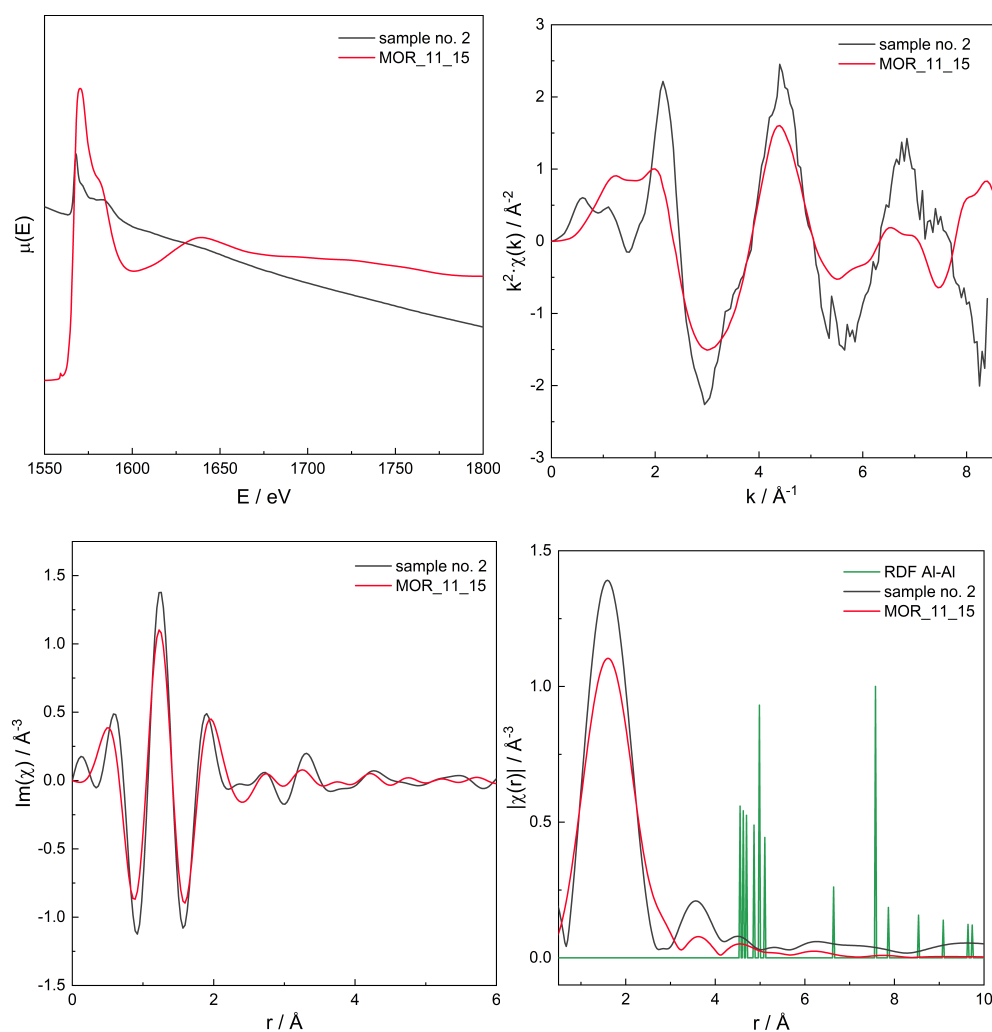 sample no. 2
MOR_11_15
μ(E)
1550 1600 1650 1700 1750 1800
E / eV
3
2
1
0
-1
-2
-3
sample no. 2
MOR_11_15
k²·χ(k) / Å⁻²
0 2 4 6 8
k / Å⁻¹
1.5
1.0
0.5
0.0
-0.5
-1.0
-1.5
sample no. 2
MOR_11_15
Im(χ) / Å⁻³
0 2 4 6
r / Å
1.5
1.0
0.5
0.0
RDF Al-Al
sample no. 2
MOR_11_15
|χ(r)| / Å⁻³
2 4 6 8 10
r / Å